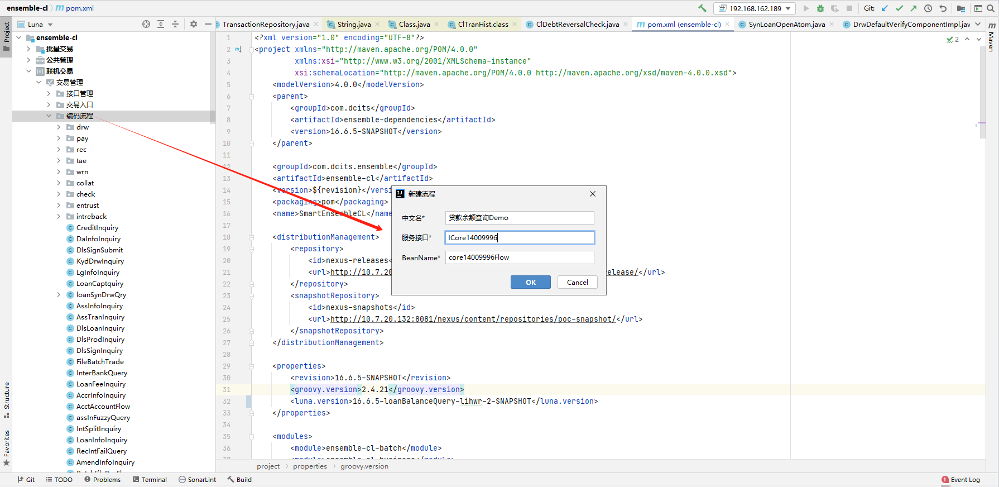 ensemble-cl
pom.xml
192.168.162.189
Git:
Project
Luna
TransactionRepository.java
String.java
Class.java
ClTranHist.class
ClDebtReversalCheck.java
pom.xml (ensemble-cl)
SynLoanOpenAtom.java
DrwDefaultVerifyComponentImpl.jav
Maven
2
ensemble-cl
批量交易
公共管理
联机交易
交易管理
接口管理
交易入口
编码流程
drw
pay
rec
tae
wrn
collat
check
entrust
intreback
CreditInquiry
DaInfoInquiry
DlsSignSubmit
KydDrwInquiry
LgInfoInquiry
LoanCaptquiry
loanSynDrwQry
AssInfoInquiry
AssTranInquiry
DlsLoanInquiry
DlsProdInquiry
DlsSignInquiry
FileBatchTrade
InterBankQuery
LoanFeeInquiry
AccrInfoInquiry
AcctAccountFlow
assInFuzzyQuery
IntSplitInquiry
LoanInfoInquiry
RecIntFailQuery
AmendInfoInquiry
Structure
Favorites
1 <?xml version="1.0" encoding="UTF-8"?>
2 <project xmlns="http://maven.apache.org/POM/4.0.0"
3 xmlns:xsi="http://www.w3.org/2001/XMLSchema-instance"
4 xsi:schemaLocation="http://maven.apache.org/POM/4.0.0 http://maven.apache.org/xsd/maven-4.0.0.xsd">
5 <modelVersion>4.0.0</modelVersion>
6 <parent>
7 <groupId>com.dcits</groupId>
8 <artifactId>ensemble-dependencies</artifactId>
9 <version>16.6.5-SNAPSHOT</version>
10 </parent>
11
12 <groupId>com.dcits.ensemble</groupId>
13 <artifactId>ensemble-cl</artifactId>
14 <version>${revision}</versi
15 <packaging>pom</packaging>
16 <name>SmartEnsembleCL</name
17
18 <distributionManagement>
19 <repository>
20 <id>nexus-releases<
21 <url>http://10.7.20 elease/</url>
22 </repository>
23 <snapshotRepository>
24 <id>nexus-snapshots</id>
25 <url>http://10.7.20.132:8081/nexus/content/repositories/poc-snapshot/</url>
26 </snapshotRepository>
27 </distributionManagement>
28
29 <properties>
30 <revision>16.6.5-SNAPSHOT</revision>
31 <groovy.version>2.4.21</groovy.version>
32 <luna.version>16.6.5-loanBalanceQuery-lihwr-2-SNAPSHOT</luna.version>
33 </properties>
34
35 <modules>
36 <module>ensemble-cl-batch</module>
<module>ensemble-cl-business</module>
新建流程
中文名*
贷款余额查询Demo
服务接口*
ICore14009996
BeanName*
core14009996Flow
OK
Cancel
project
properties
groovy.version
Git
TODO
Problems
Terminal
SonarLint
Build
1 Event Log